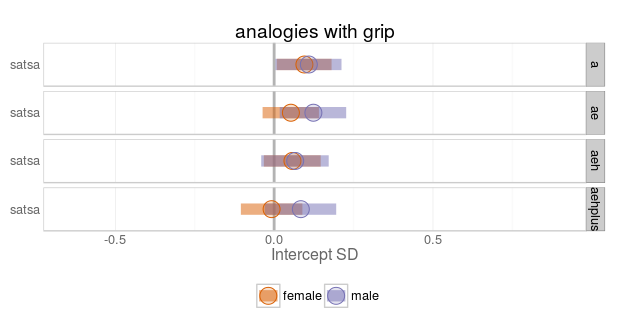 analogies with grip
satsa a
satsa ae
satsa aeh
satsa aehplus
-0.5 0.0 0.5
Intercept SD
female male